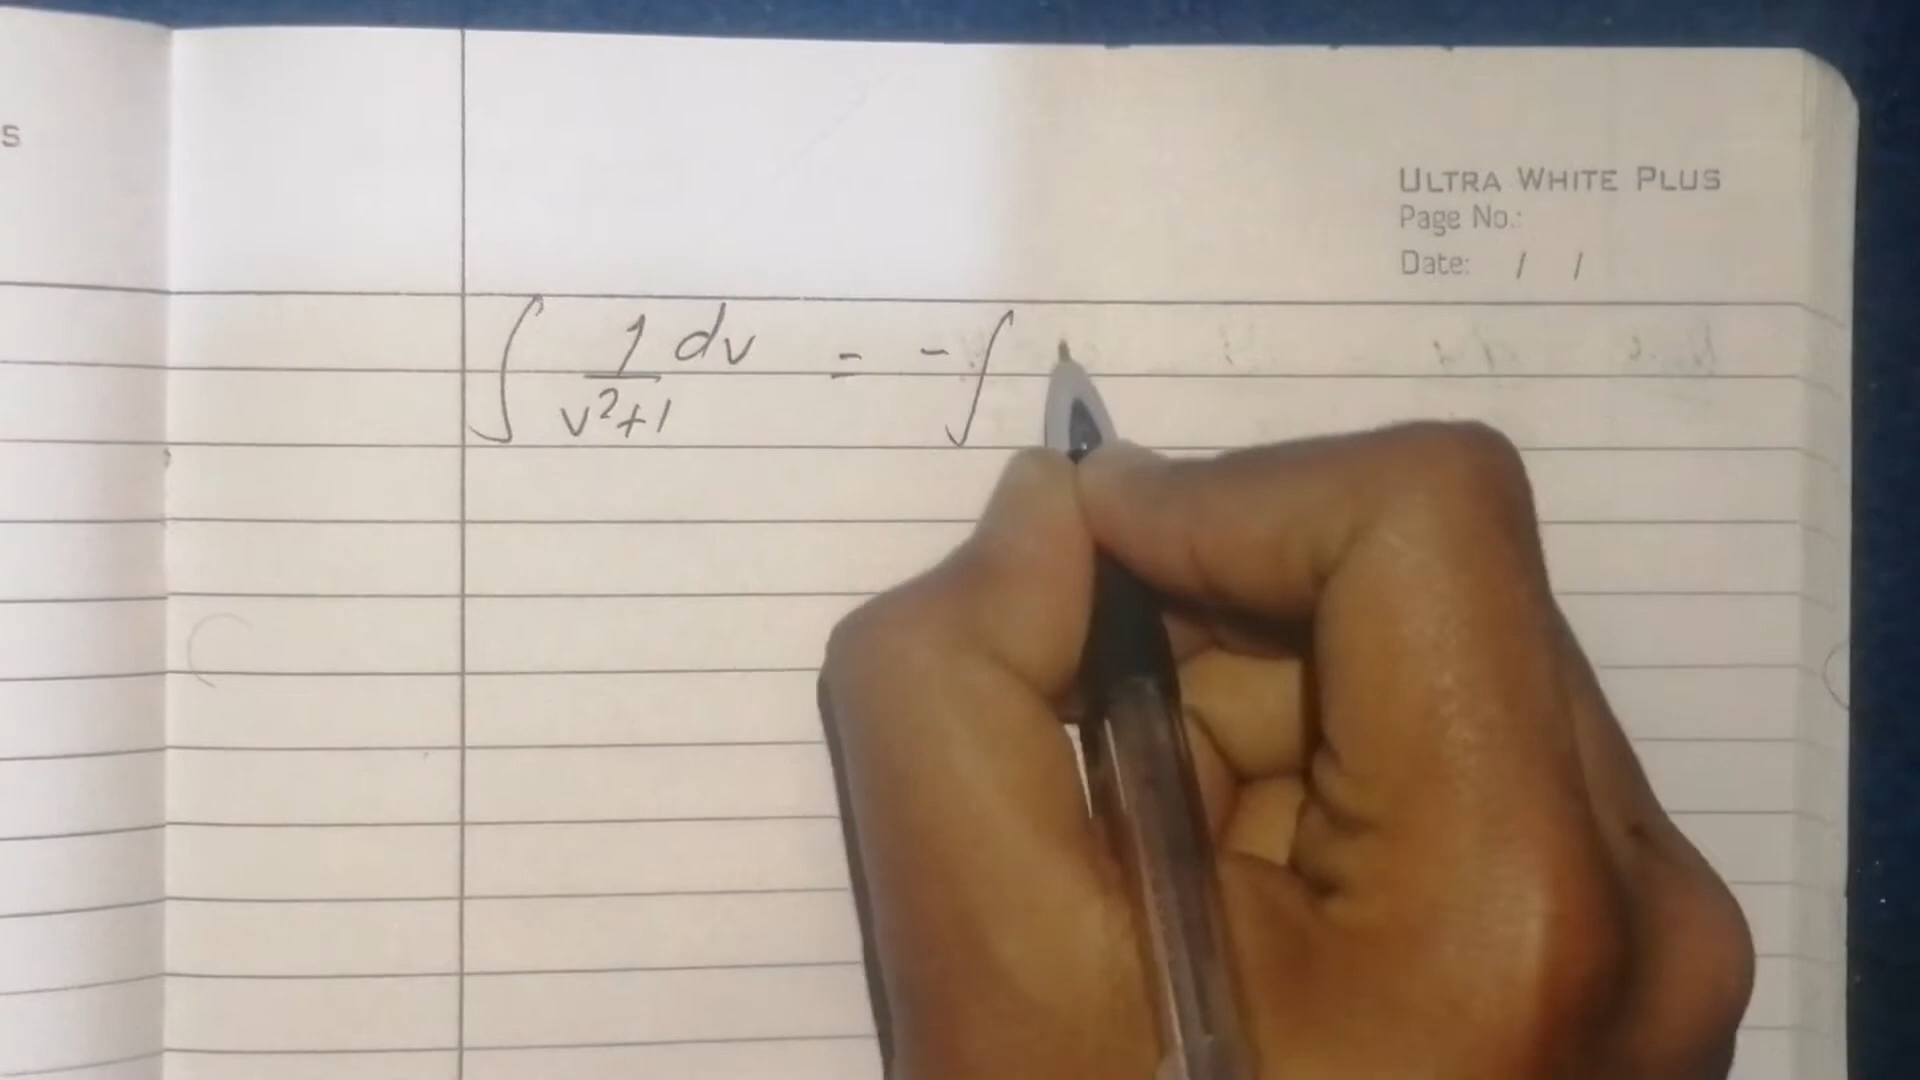 S
ULTRA WHITE PLUS
Page No.:
Date: / /
∫ 1/(v²+1) dv = - ∫